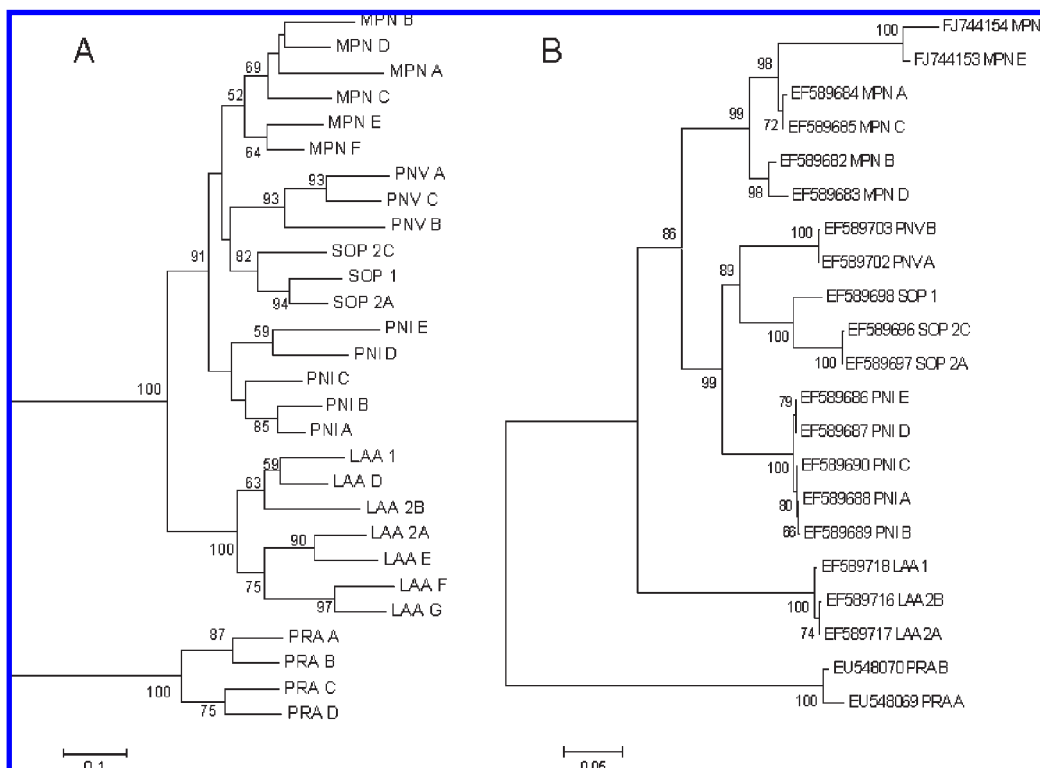 A
MPN B
MPN D
69
MPN A
MPN C
52
MPN E
64
MPN F
PNV A
93
93
PNV C
PNV B
SOP 2C
82
91
SOP 1
94
SOP 2A
59
PNI E
PNI D
100
PNI C
PNI B
85
PNI A
LAA 1
59
LAA D
63
LAA 2B
LAA 2A
90
100
LAA E
75
LAA F
97
LAA G
PRA A
87
PRA B
100
PRA C
75
PRA D
0.1
B
FJ744154 MPN
100
FJ744153 MPN E
98
EF589684 MPN A
99
72
EF589685 MPN C
EF589682 MPN B
98
EF589683 MPN D
EF589703 PNV B
100
86
EF589702 PNV A
89
EF589698 SOP 1
100
EF589696 SOP 2C
100
EF589697 SOP 2A
99
EF589686 PNI E
79
EF589687 PNI D
100
EF589690 PNI C
EF589688 PNI A
80
66
EF589689 PNI B
EF589718 LAA 1
100
EF589716 LAA 2B
74
EF589717 LAA 2A
EU548070 PRA B
100
EU548069 PRA A
0.05